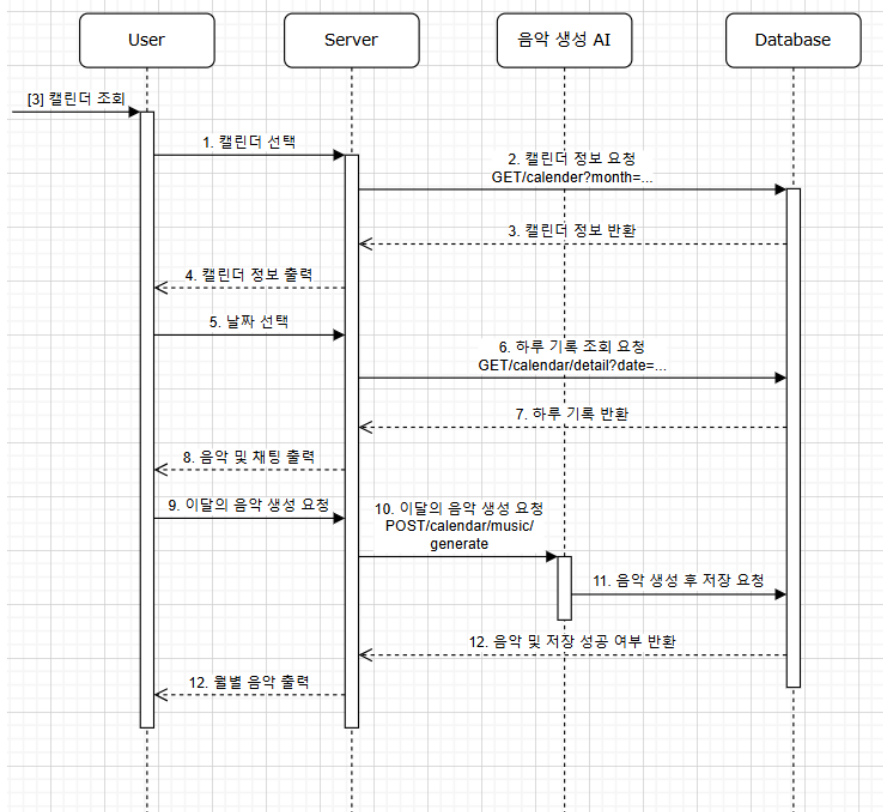 User
Server
음악 생성 AI
Database
[3] 캘린더 조회
1. 캘린더 선택
2. 캘린더 정보 요청
GET/calender?month=...
3. 캘린더 정보 반환
4. 캘린더 정보 출력
5. 날짜 선택
6. 하루 기록 조회 요청
GET/calendar/detail?date=...
7. 하루 기록 반환
8. 음악 및 채팅 출력
9. 이달의 음악 생성 요청
10. 이달의 음악 생성 요청
POST/calendar/music/
generate
11. 음악 생성 후 저장 요청
12. 음악 및 저장 성공 여부 반환
12. 월별 음악 출력